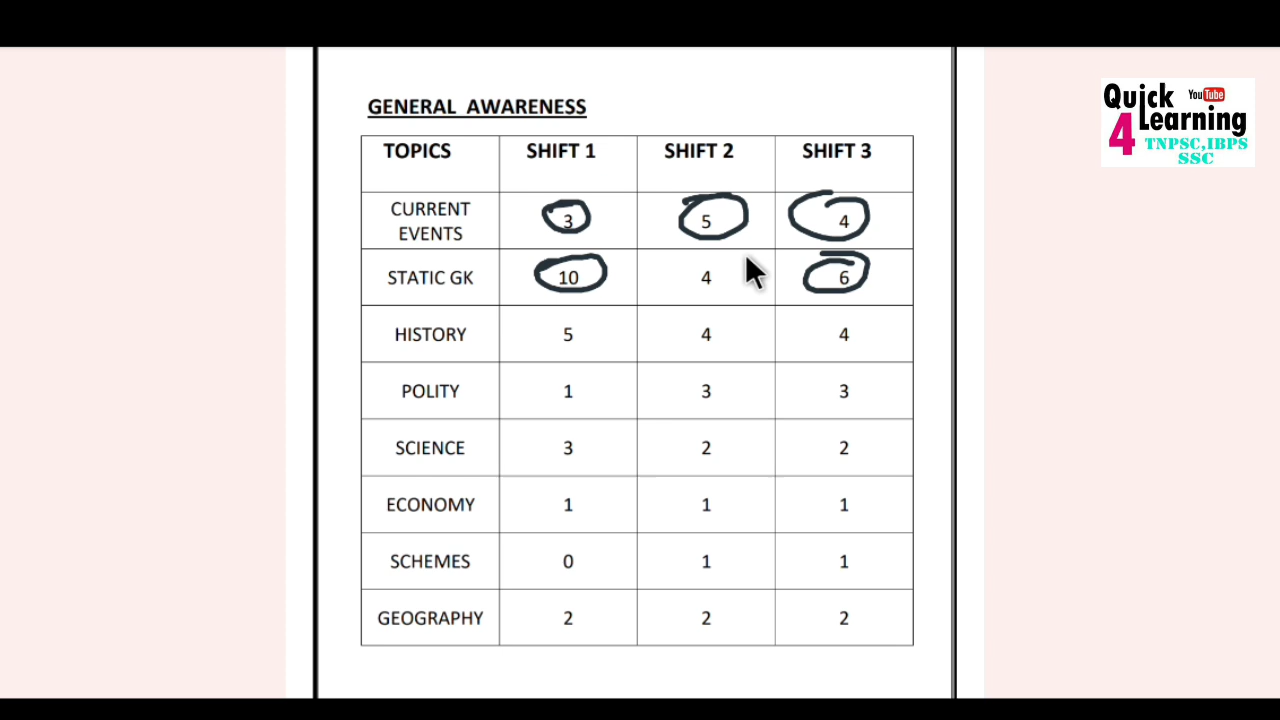 GENERAL AWARENESS
TOPICS SHIFT 1 SHIFT 2 SHIFT 3
CURRENT EVENTS 3 5 4
STATIC GK 10 4 6
HISTORY 5 4 4
POLITY 1 3 3
SCIENCE 3 2 2
ECONOMY 1 1 1
SCHEMES 0 1 1
GEOGRAPHY 2 2 2
Quick YouTube
4 Learning
TNPSC,IBPS
SSC